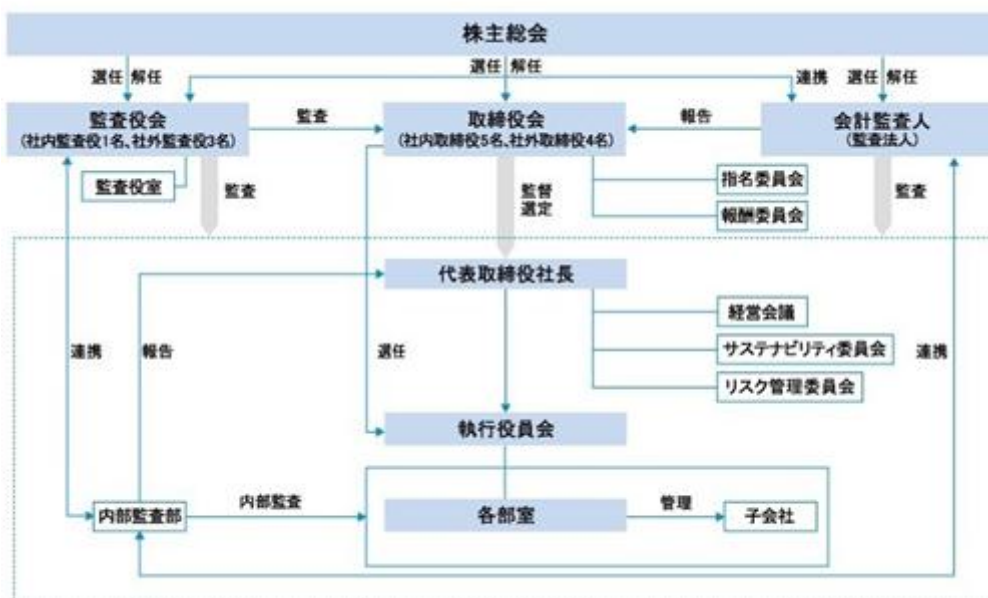 株主総会
選任 解任
選任 解任
連携
選任 解任
監査役会
(社内監査役1名、社外監査役3名)
監査
取締役会
(社内取締役5名、社外取締役4名)
報告
会計監査人
(監査法人)
監査役室
監査
監督
選定
指名委員会
報酬委員会
監査
代表取締役社長
経営会議
連携
報告
選任
サステナビリティ委員会
連携
リスク管理委員会
執行役員会
内部監査部
内部監査
各部室
管理
子会社